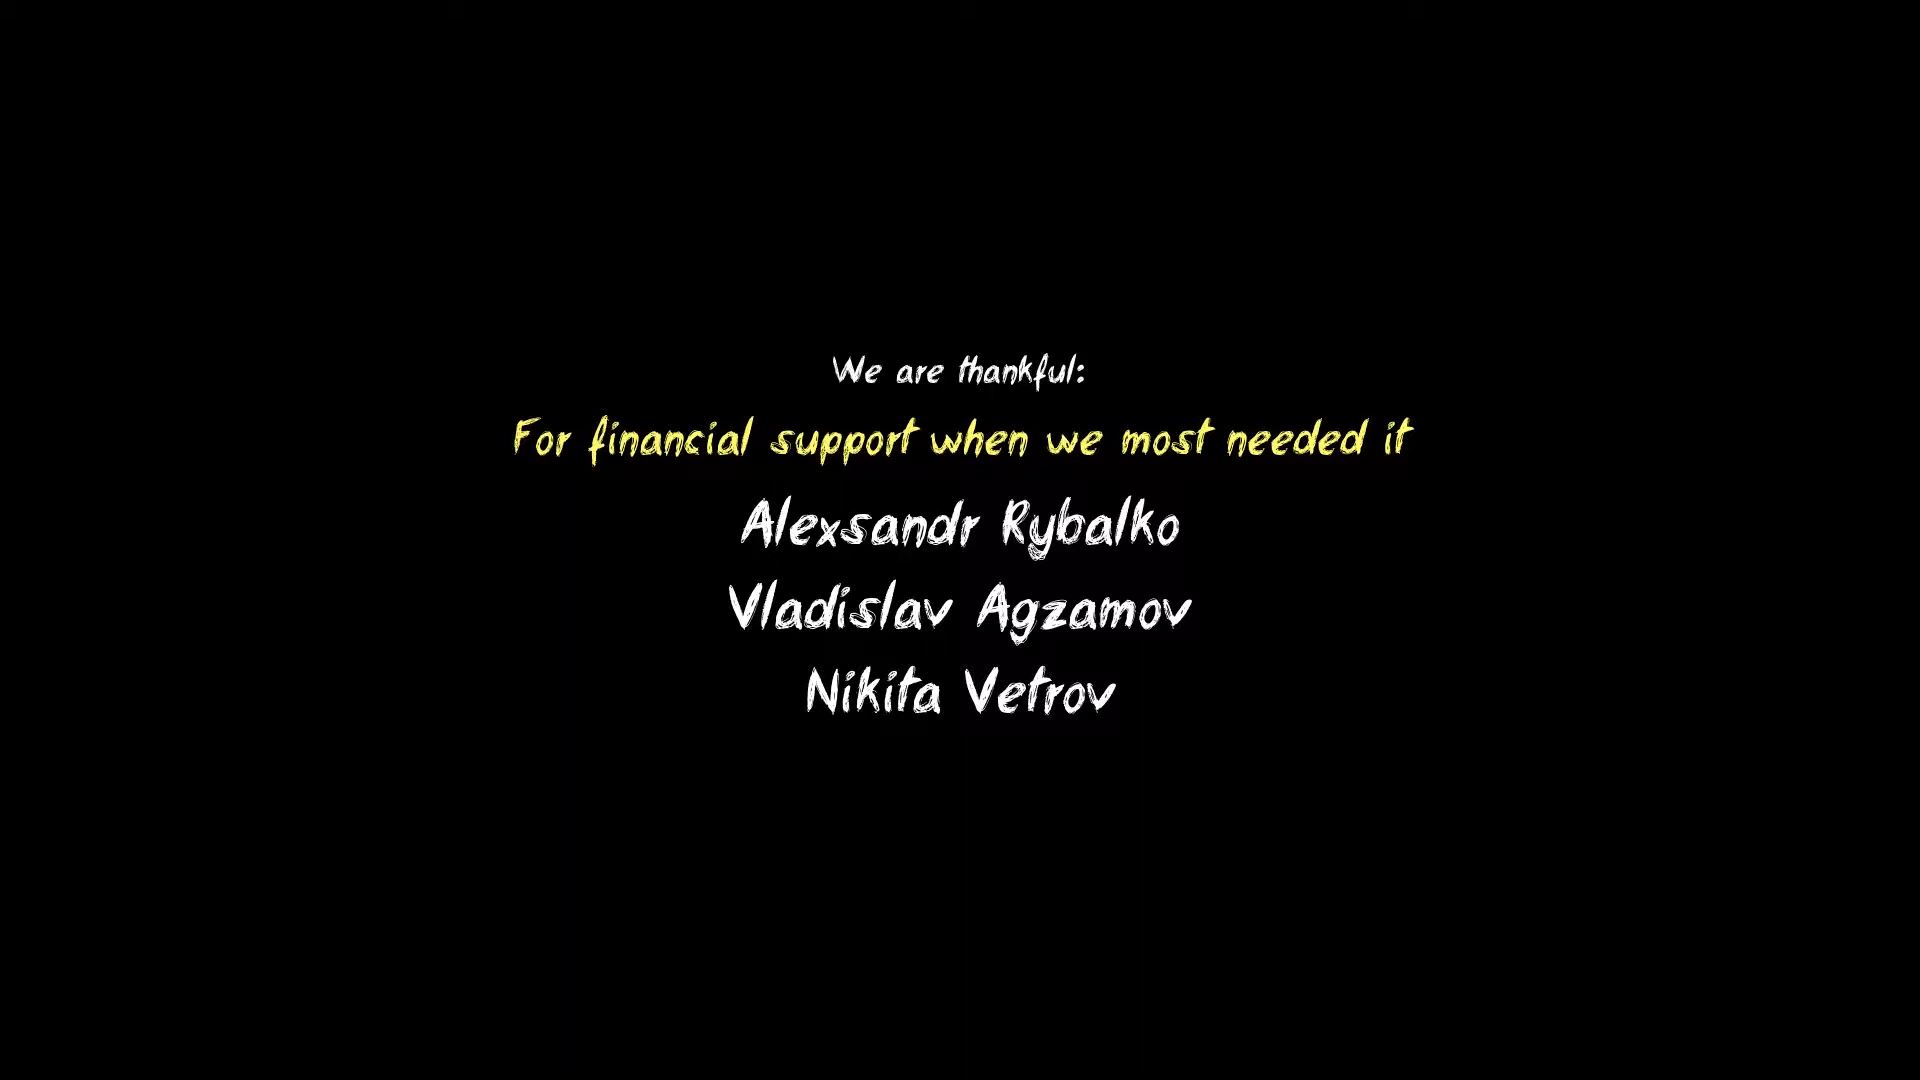 We are thankful:
For financial support when we most needed it
Alexsandr Rybalko
Vladislav Agzamov
Nikita Vetrov